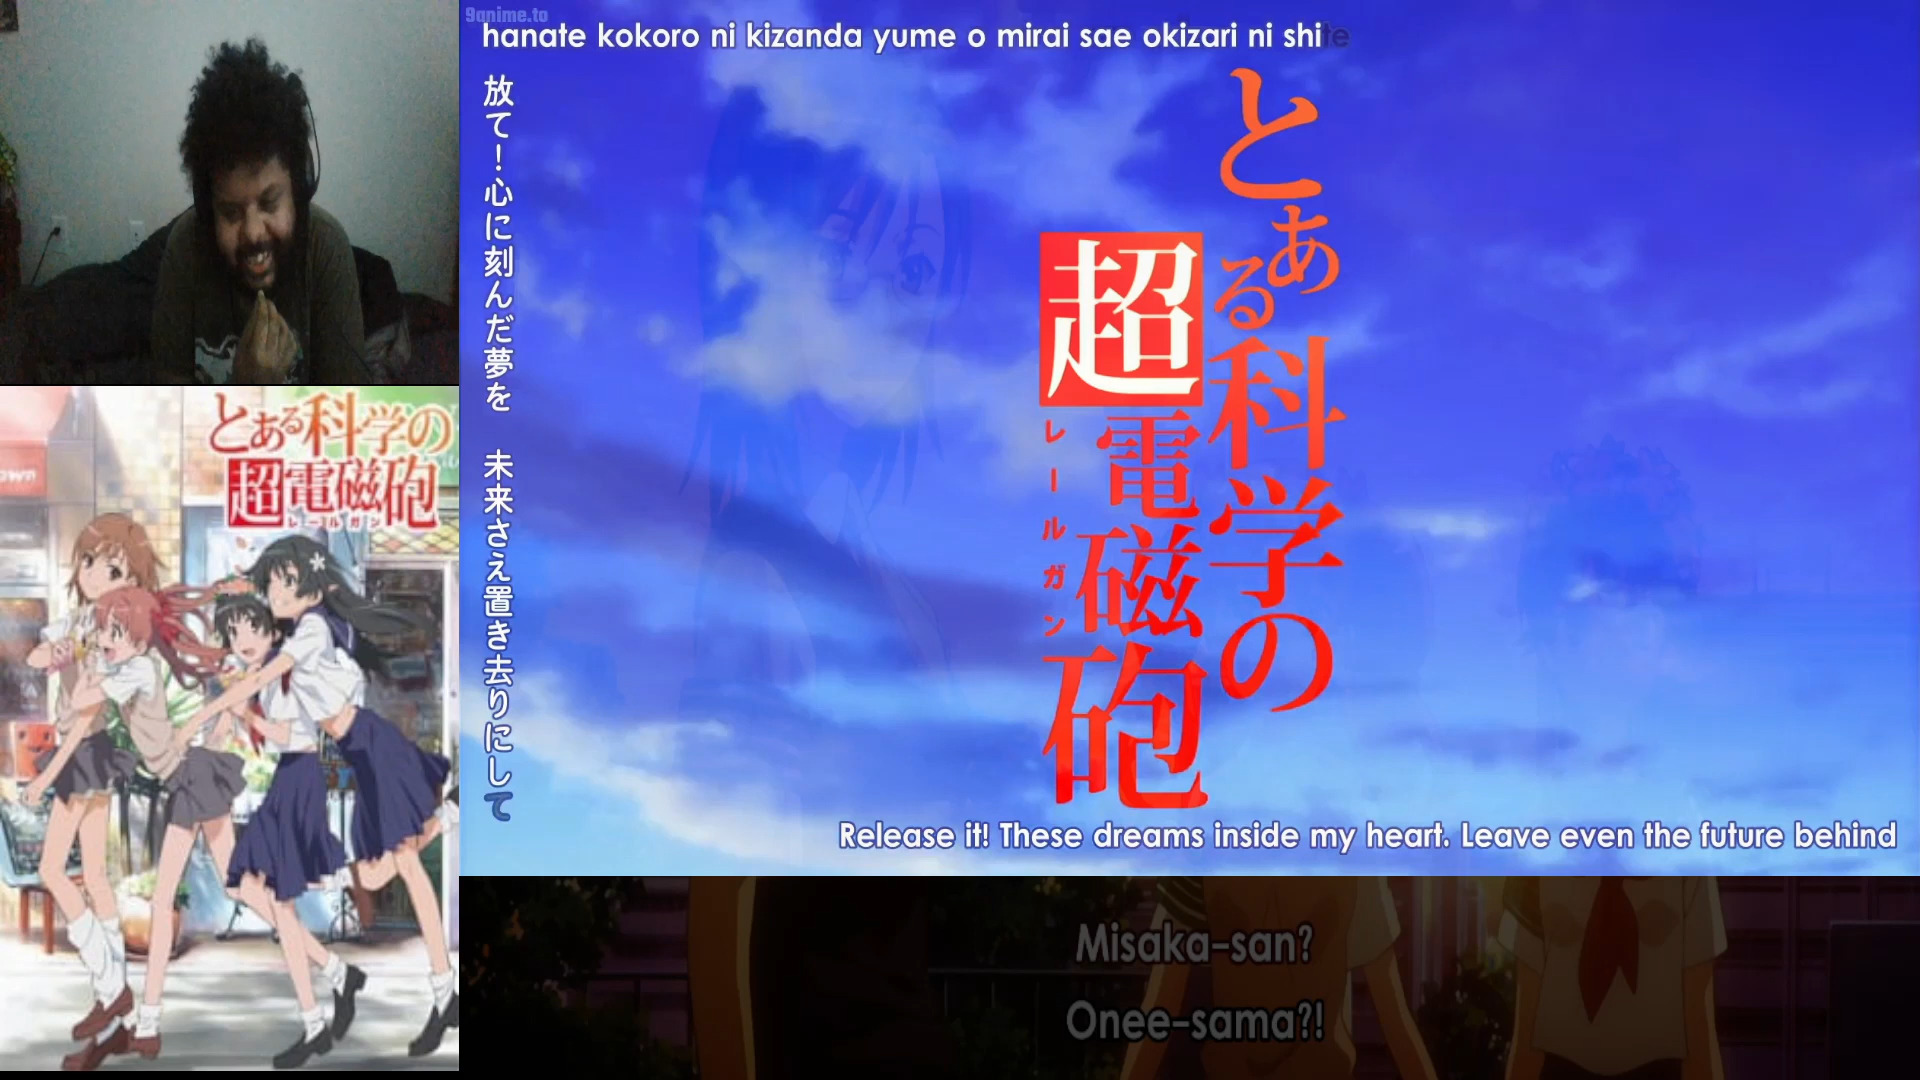 9anime.to
hanate kokoro ni kizanda yume o mirai sae okizari ni shite
放て！心に刻んだ夢を　未来さえ置き去りにして
とある科学の
超電磁砲
レールガン
とある科学の
超電磁砲
レールガン
Release it! These dreams inside my heart. Leave even the future behind
Misaka-san?
Onee-sama?!